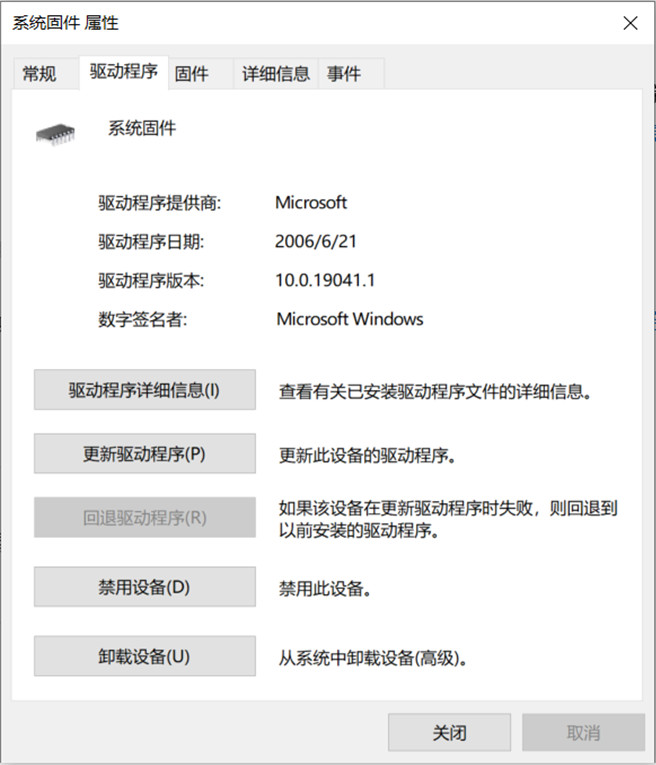 系统固件 属性
常规 驱动程序 固件 详细信息 事件
系统固件
驱动程序提供商: Microsoft
驱动程序日期: 2006/6/21
驱动程序版本: 10.0.19041.1
数字签名者: Microsoft Windows
驱动程序详细信息(I) 查看有关已安装驱动程序文件的详细信息。
更新驱动程序(P) 更新此设备的驱动程序。
回退驱动程序(R) 如果该设备在更新驱动程序时失败，则回退到
以前安装的驱动程序。
禁用设备(D) 禁用此设备。
卸载设备(U) 从系统中卸载设备(高级)。
关闭 取消